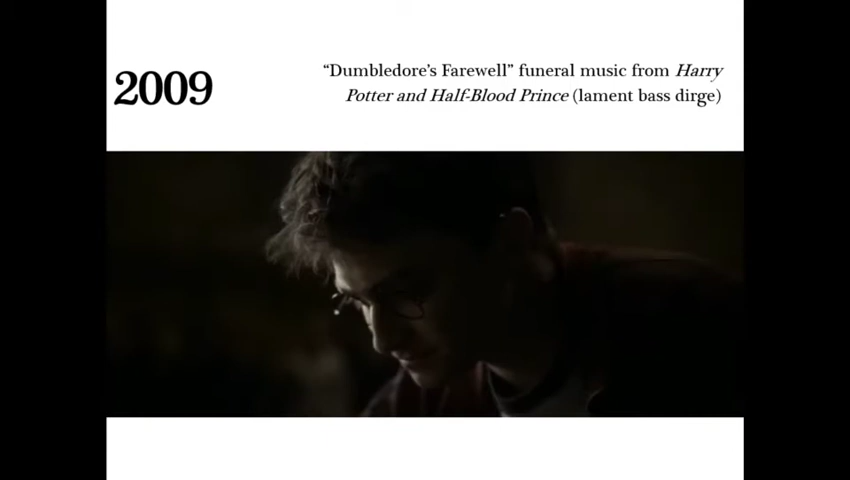 2009
“Dumbledore’s Farewell” funeral music from Harry
Potter and Half-Blood Prince (lament bass dirge)